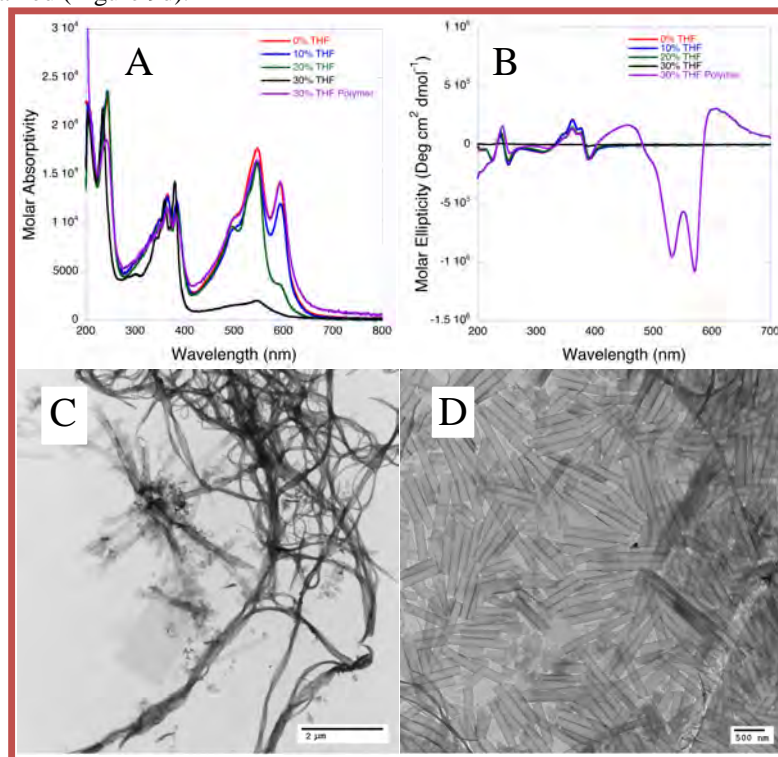 A
0% THF
10% THF
20% THF
30% THF
30% THF Polymer
3 10⁴
2.5 10⁴
2 10⁴
1.5 10⁴
1 10⁴
5000
0
200 300 400 500 600 700 800
Molar Absorptivity
Wavelength (nm)
B
0% THF
10% THF
20% THF
30% THF
30% THF Polymer
1 10⁶
5 10⁵
0
-5 10⁵
-1 10⁶
-1.5 10⁶
200 300 400 500 600 700
Molar Ellipticity (Deg cm² dmol⁻¹)
Wavelength (nm)
C
2 µm
D
500 nm